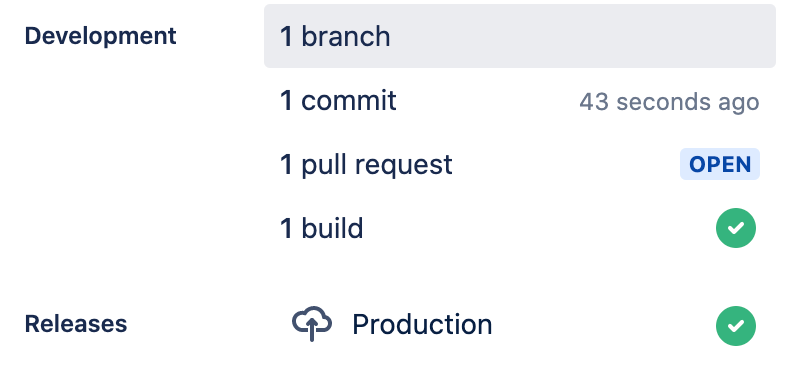 Development
1 branch
1 commit 43 seconds ago
1 pull request OPEN
1 build
Releases
Production